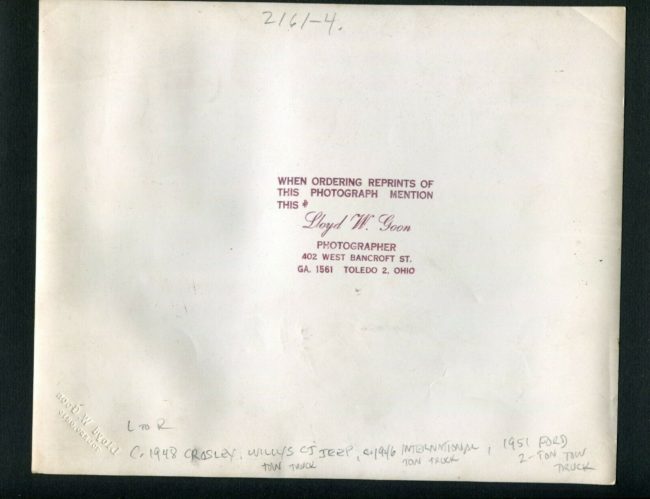 2161-4.
WHEN ORDERING REPRINTS OF
THIS PHOTOGRAPH MENTION
THIS #
Lloyd W. Goon
PHOTOGRAPHER
402 WEST BANCROFT ST.
GA. 1561 TOLEDO 2, OHIO
Lloyd W. Goon
L TO R
C. 1948 CROSLEY, WILLYS CJ JEEP, C. 1946 INTERNATIONAL, 1951 FORD
TOW TRUCK TOW TRUCK 2-TON TOW
TRUCK